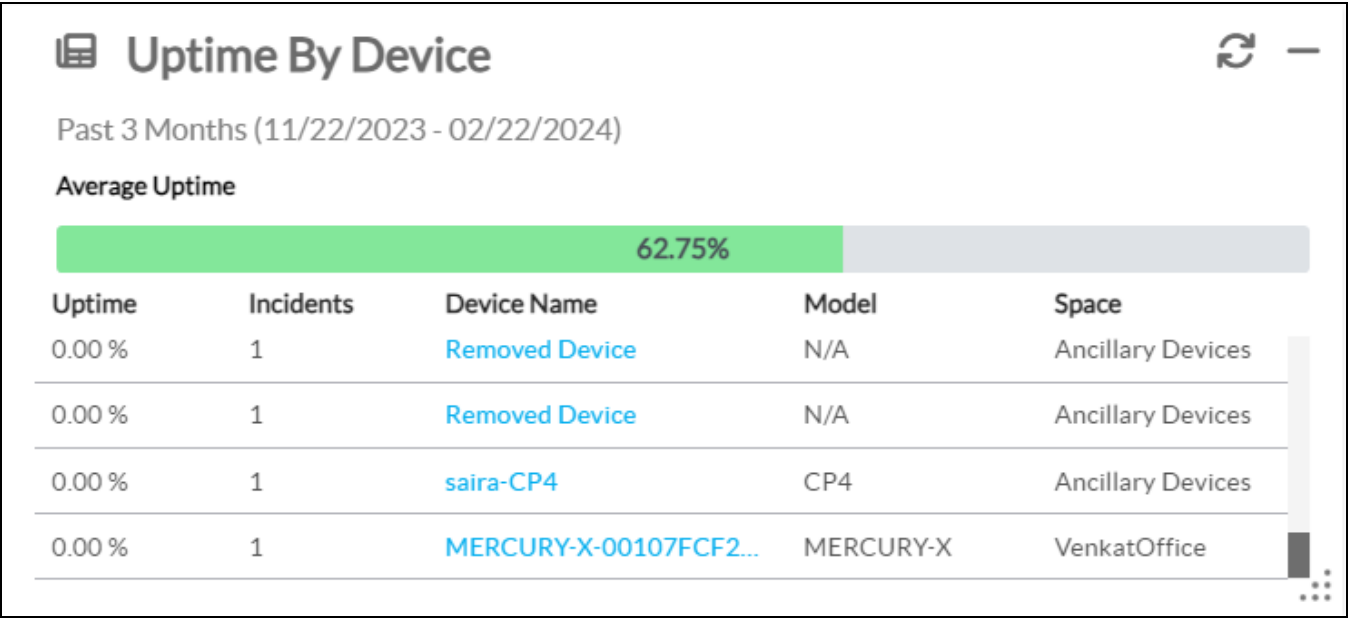 Uptime By Device
Past 3 Months (11/22/2023 - 02/22/2024)
Average Uptime
62.75%
Uptime Incidents Device Name Model Space
0.00 % 1 Removed Device N/A Ancillary Devices
0.00 % 1 Removed Device N/A Ancillary Devices
0.00 % 1 saira-CP4 CP4 Ancillary Devices
0.00 % 1 MERCURY-X-00107FCF2... MERCURY-X VenkatOffice